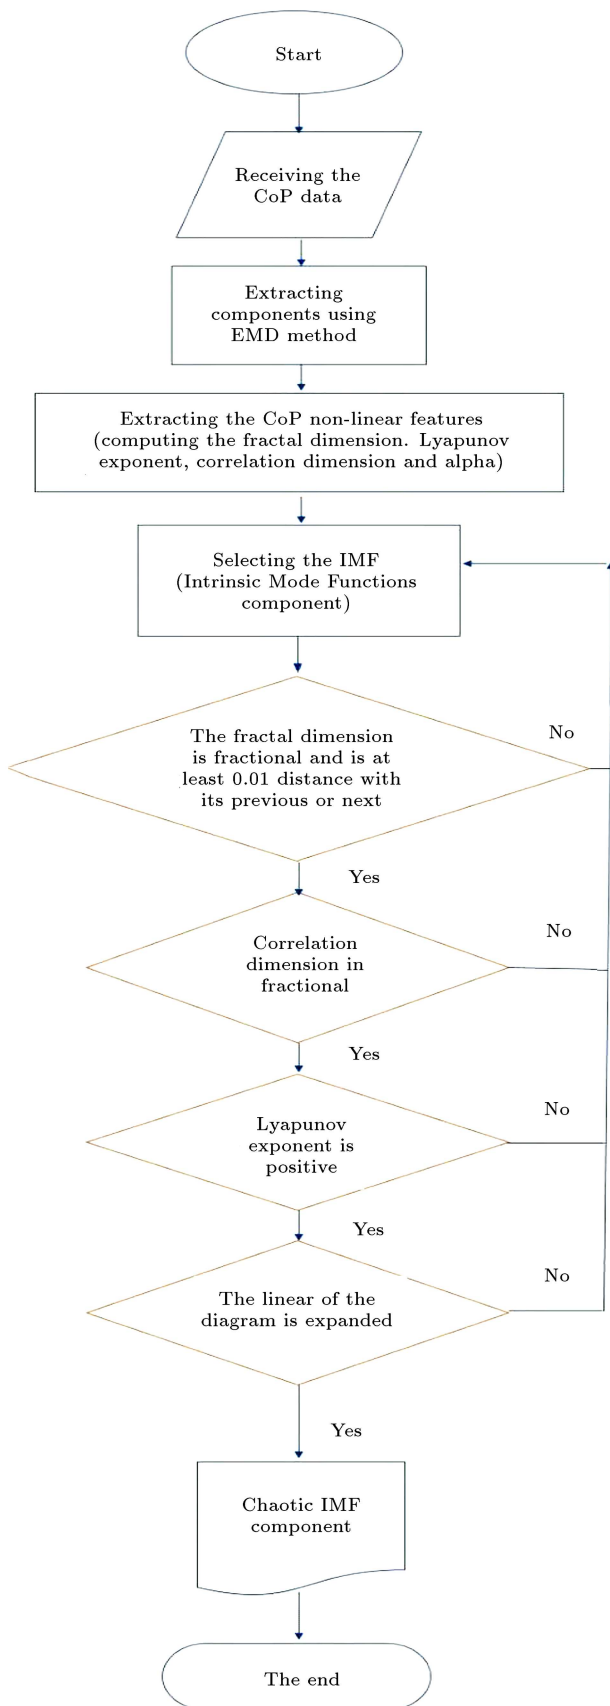 Start
Receiving the
CoP data
Extracting
components using
EMD method
Extracting the CoP non-linear features
(computing the fractal dimension. Lyapunov
exponent, correlation dimension and alpha)
Selecting the IMF
(Intrinsic Mode Functions
component)
The fractal dimension
is fractional and is at
least 0.01 distance with
its previous or next
No
Yes
Correlation
dimension in
fractional
No
Yes
Lyapunov
exponent is
positive
No
Yes
The linear of the
diagram is expanded
No
Yes
Chaotic IMF
component
The end